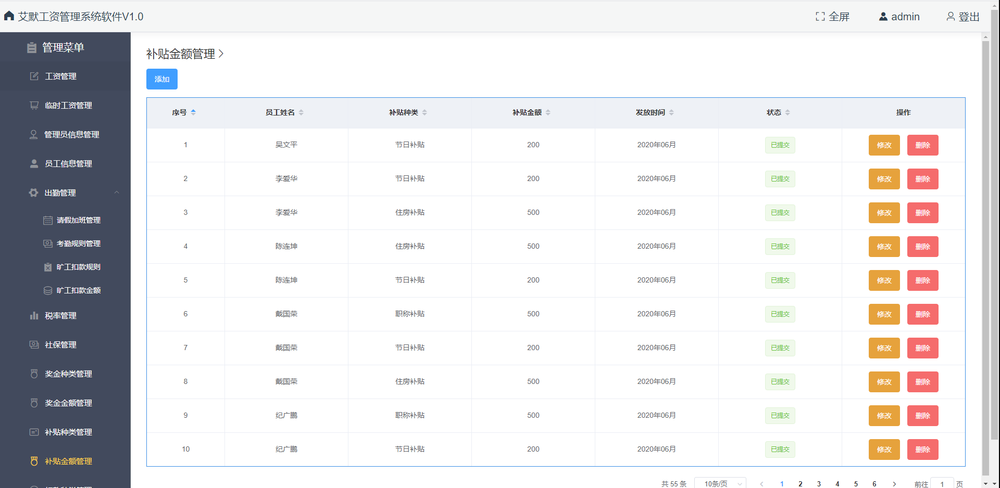 艾默工资管理系统软件V1.0 全屏 admin 登出
管理菜单
工资管理
临时工资管理
管理员信息管理
员工信息管理
出勤管理
请假加班管理
考勤规则管理
旷工扣款规则
旷工扣款金额
税率管理
社保管理
奖金种类管理
奖金金额管理
补贴种类管理
补贴金额管理
补贴金额管理
添加
序号 员工姓名 补贴种类 补贴金额 发放时间 状态 操作
1 吴文平 节日补贴 200 2020年06月 已提交 修改 删除
2 李爱华 节日补贴 200 2020年06月 已提交 修改 删除
3 李爱华 住房补贴 500 2020年06月 已提交 修改 删除
4 陈连坤 住房补贴 500 2020年06月 已提交 修改 删除
5 陈连坤 节日补贴 200 2020年06月 已提交 修改 删除
6 戴国荣 职称补贴 500 2020年06月 已提交 修改 删除
7 戴国荣 节日补贴 200 2020年06月 已提交 修改 删除
8 戴国荣 住房补贴 500 2020年06月 已提交 修改 删除
9 纪广鹏 职称补贴 500 2020年06月 已提交 修改 删除
10 纪广鹏 节日补贴 200 2020年06月 已提交 修改 删除
共 55 条 10条/页 1 2 3 4 5 6 前往 1 页